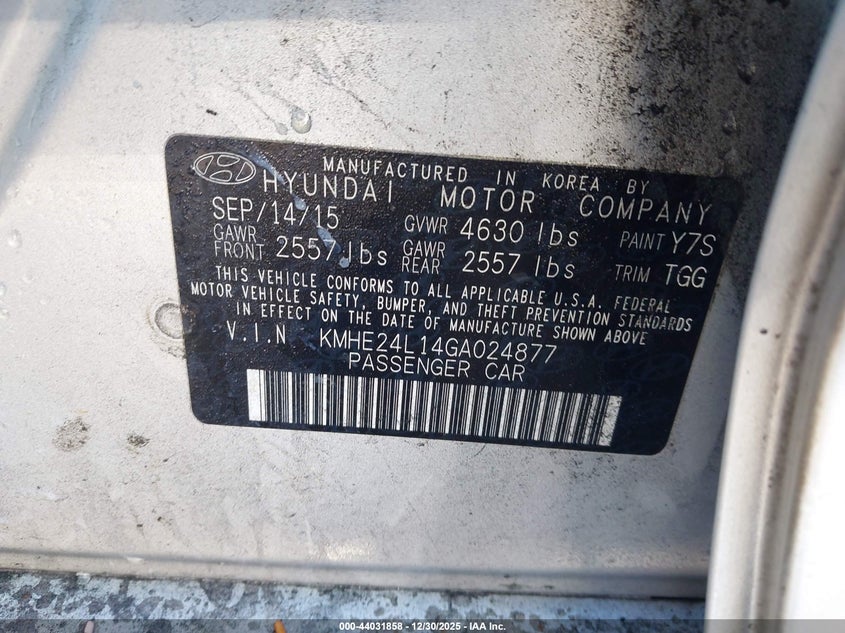 MANUFACTURED IN KOREA BY
HYUNDAI MOTOR COMPANY
SEP/14/15 GVWR 4630 lbs PAINT Y7S
GAWR FRONT 2557 lbs GAWR REAR 2557 lbs TRIM TGG
THIS VEHICLE CONFORMS TO ALL APPLICABLE U.S.A. FEDERAL
MOTOR VEHICLE SAFETY, BUMPER, AND THEFT PREVENTION STANDARDS
IN EFFECT ON THE DATE OF MANUFACTURE SHOWN ABOVE
V.I.N KMHE24L14GA024877
PASSENGER CAR
000-44031858 - 12/30/2025 - IAA Inc.